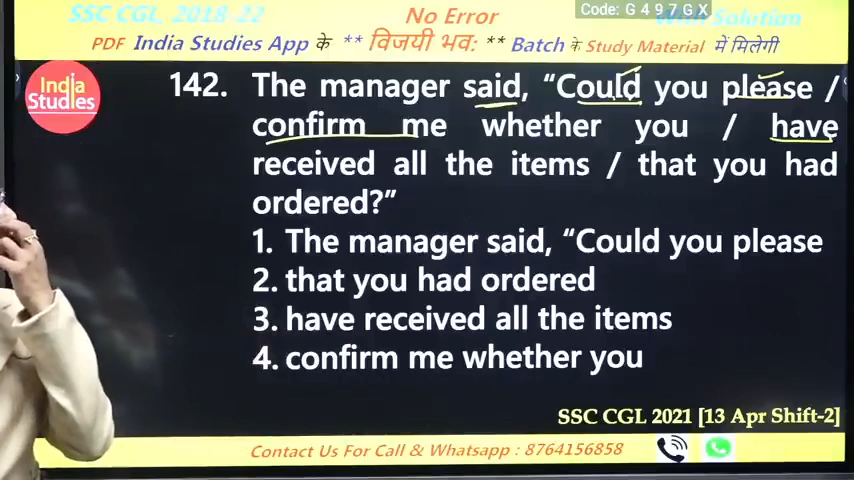 SSC CGL, 2018-22
No Error
Code: G 4 9 7 G X
With Solution
PDF India Studies App के ** विजयी भव: ** Batch के Study Material में मिलेगी
India
Studies
142. The manager said, “Could you please /
confirm me whether you / have
received all the items / that you had
ordered?”
1. The manager said, “Could you please
2. that you had ordered
3. have received all the items
4. confirm me whether you
SSC CGL 2021 [13 Apr Shift-2]
Contact Us For Call & Whatsapp : 8764156858